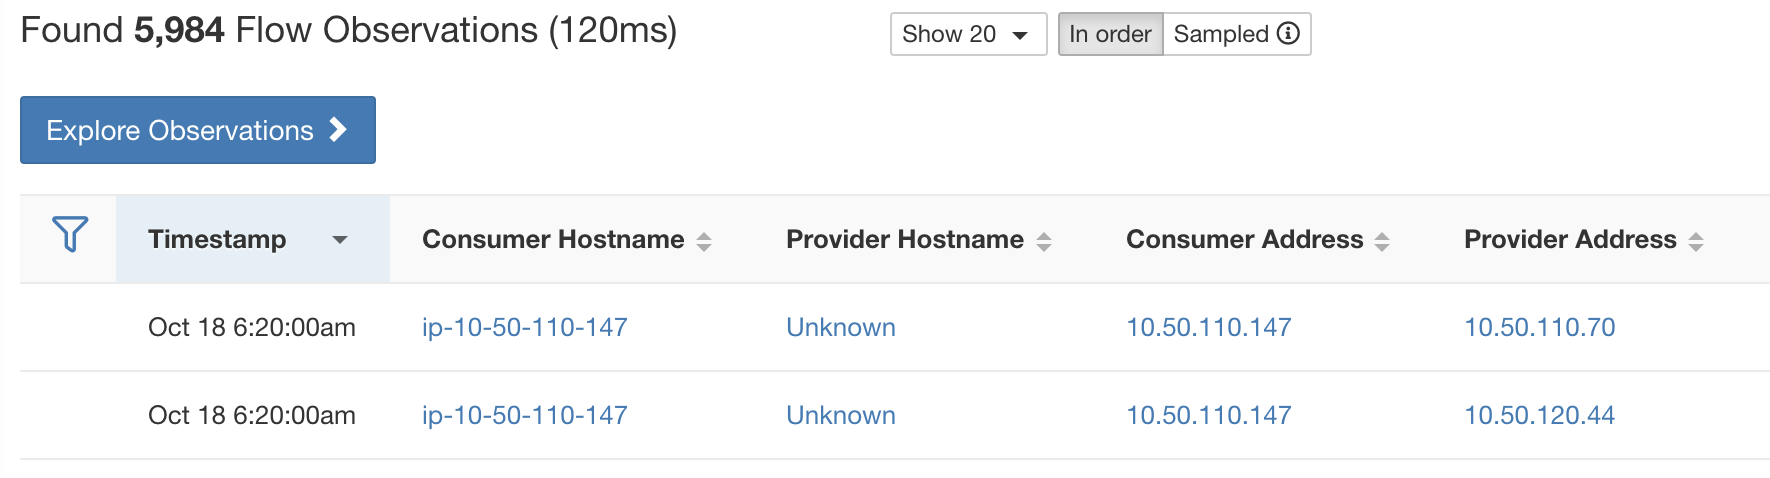 Found 5,984 Flow Observations (120ms)
Show 20 In order Sampled
Explore Observations
Timestamp Consumer Hostname Provider Hostname Consumer Address Provider Address
Oct 18 6:20:00am ip-10-50-110-147 Unknown 10.50.110.147 10.50.110.70
Oct 18 6:20:00am ip-10-50-110-147 Unknown 10.50.110.147 10.50.120.44